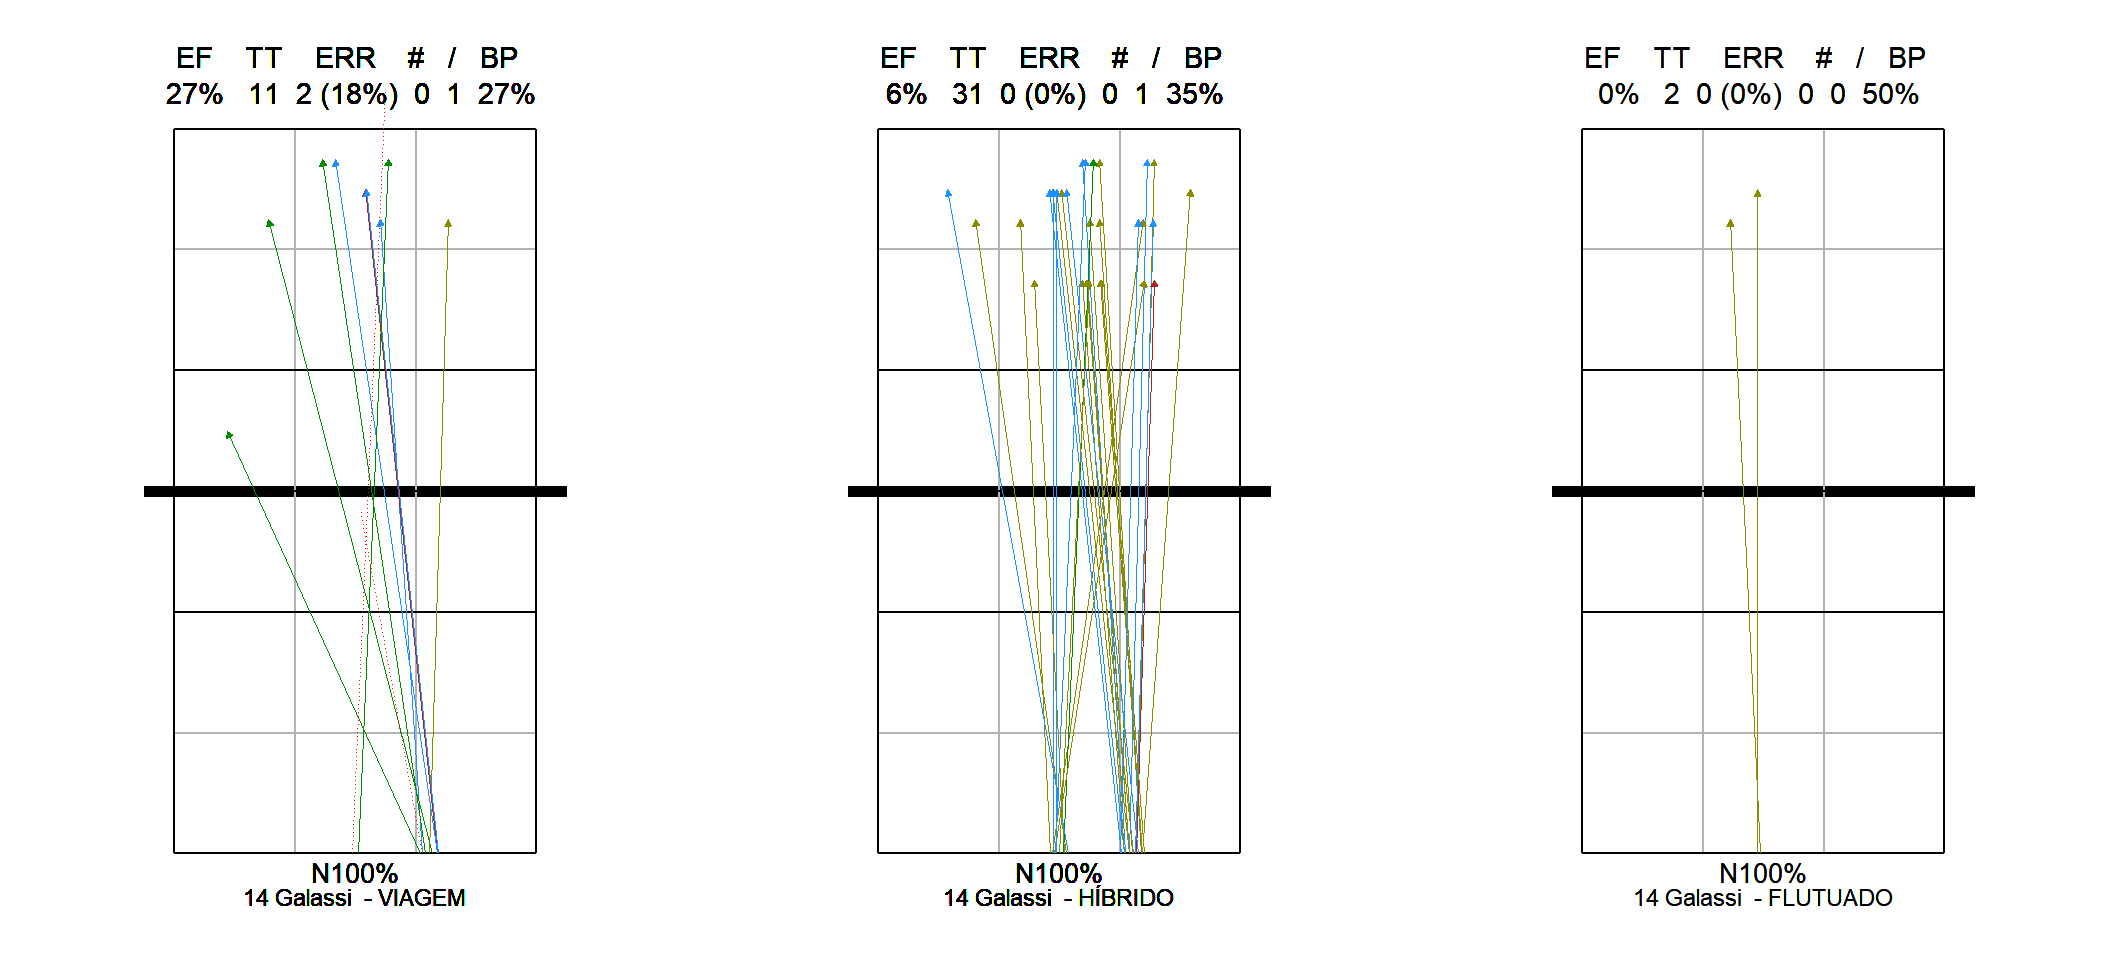 EF TT ERR # / BP
27% 11 2 (18%) 0 1 27%
N100%
14 Galassi - VIAGEM
EF TT ERR # / BP
6% 31 0 (0%) 0 1 35%
N100%
14 Galassi - HÍBRIDO
EF TT ERR # / BP
0% 2 0 (0%) 0 0 50%
N100%
14 Galassi - FLUTUADO